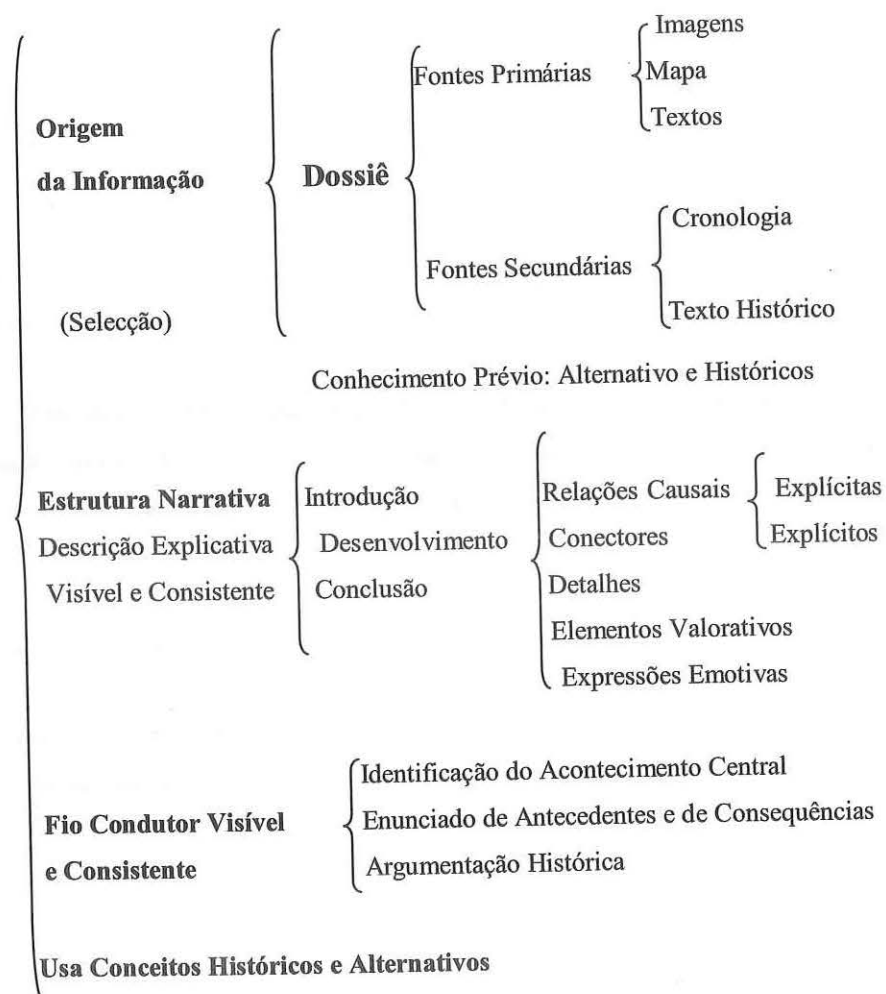 Imagens
Fontes Primárias
Mapa
Textos
Origem
da Informação
Dossiê
Cronologia
Fontes Secundárias
(Selecção)
Texto Histórico
Conhecimento Prévio: Alternativo e Históricos
Estrutura Narrativa
Introdução
Relações Causais
Explícitas
Descrição Explicativa
Desenvolvimento
Conectores
Explícitos
Visível e Consistente
Conclusão
Detalhes
Elementos Valorativos
Expressões Emotivas
Identificação do Acontecimento Central
Fio Condutor Visível
Enunciado de Antecedentes e de Consequências
e Consistente
Argumentação Histórica
Usa Conceitos Históricos e Alternativos